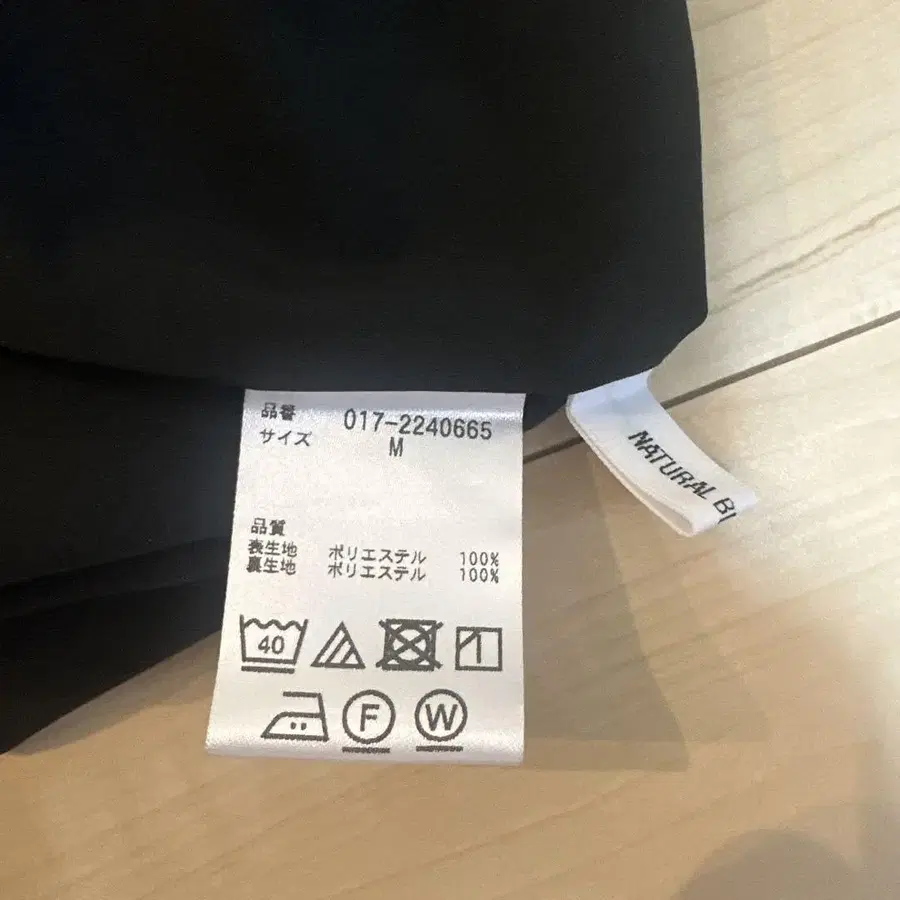 品番 017-2240665
サイズ M
品質
表生地 ポリエステル 100%
裏生地 ポリエステル 100%
40
F
W
NATURAL